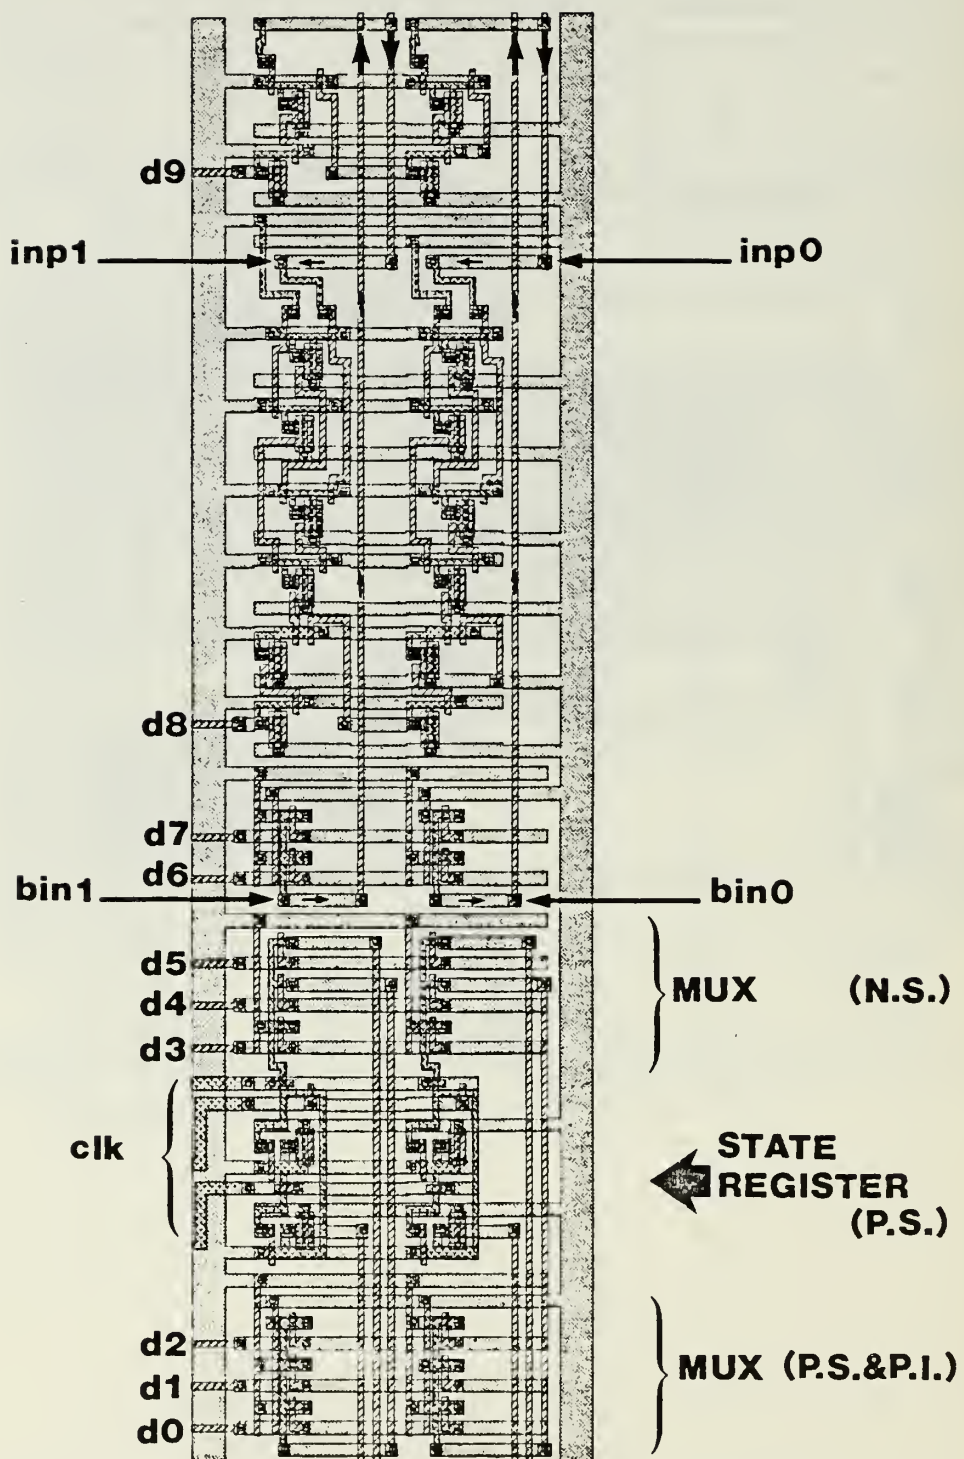 d9
inp1
inp0
d8
d7
d6
bin1
bin0
d5
d4
d3
MUX (N.S.)
clk
STATE
REGISTER
(P.S.)
d2
d1
d0
MUX (P.S.&P.I.)